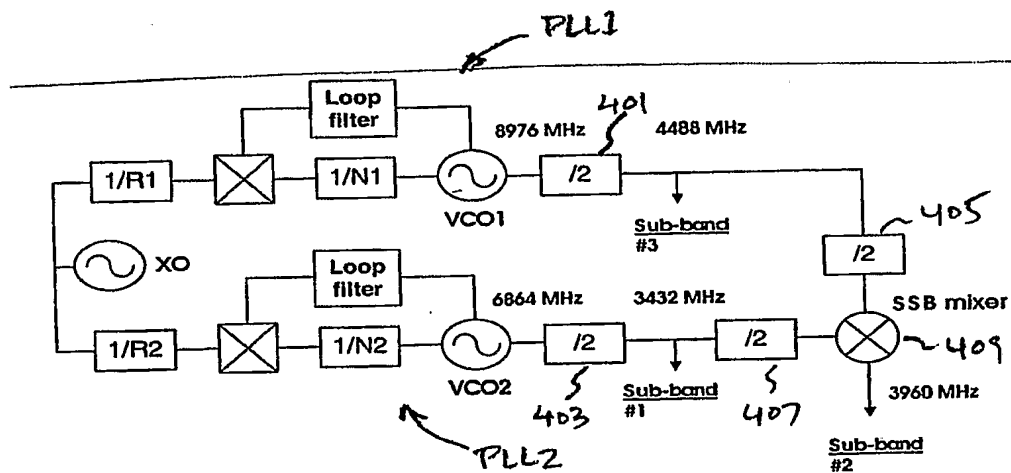 PLL1
Loop
filter
401
8976 MHz
4488 MHz
1/R1
1/N1
/2
VCO1
Sub-band
#3
405
/2
XO
Loop
filter
6864 MHz
3432 MHz
SSB mixer
1/R2
1/N2
/2
/2
409
VCO2
403
Sub-band
#1
407
3960 MHz
PLL2
Sub-band
#2